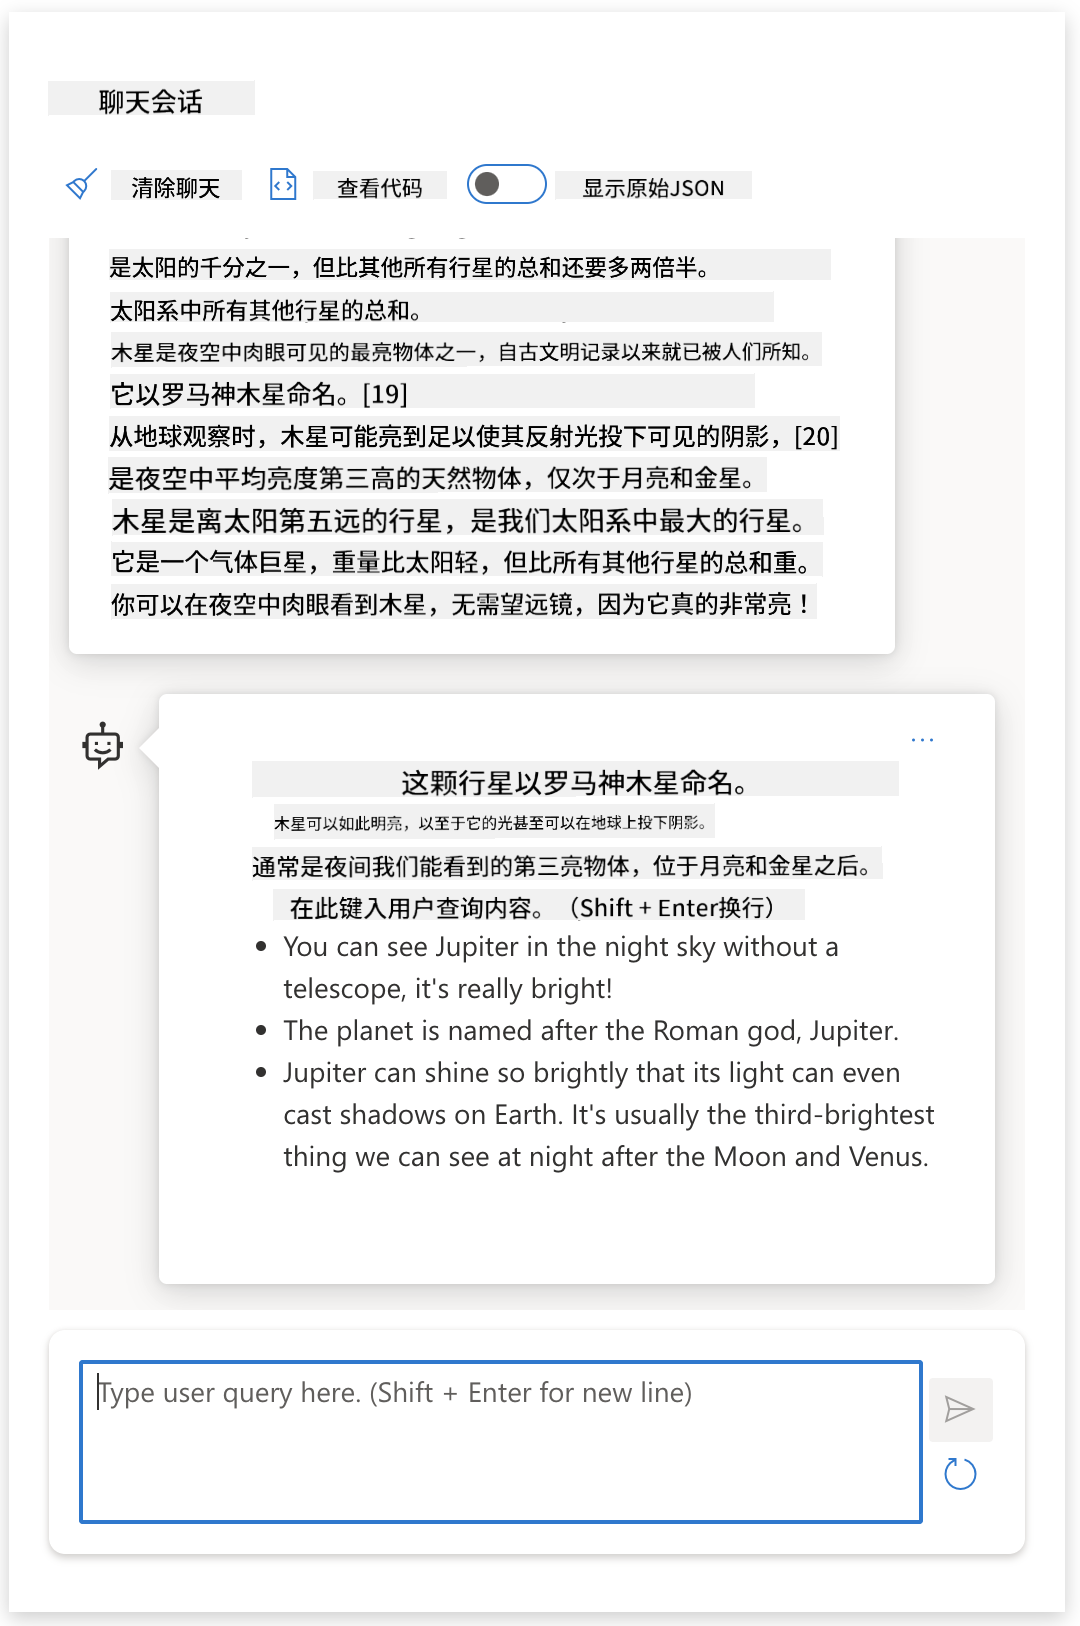 聊天会话
清除聊天 查看代码 显示原始JSON
是太阳的千分之一，但比其他所有行星的总和还要多两倍半。
太阳系中所有其他行星的总和。
木星是夜空中肉眼可见的最亮物体之一，自古文明记录以来就已被人们所知。
它以罗马神木星命名。[19]
从地球观察时，木星可能亮到足以使其反射光投下可见的阴影，[20]
是夜空中平均亮度第三高的天然物体，仅次于月亮和金星。
木星是离太阳第五远的行星，是我们太阳系中最大的行星。
它是一个气体巨星，重量比太阳轻，但比所有其他行星的总和重。
你可以在夜空中肉眼看到木星，无需望远镜，因为它真的非常亮！
这颗行星以罗马神木星命名。
木星可以如此明亮，以至于它的光甚至可以在地球上投下阴影。
通常是夜间我们能看到的第三亮物体，位于月亮和金星之后。
在此键入用户查询内容。（Shift + Enter换行）
• You can see Jupiter in the night sky without a
telescope, it's really bright!
• The planet is named after the Roman god, Jupiter.
• Jupiter can shine so brightly that its light can even
cast shadows on Earth. It's usually the third-brightest
thing we can see at night after the Moon and Venus.
Type user query here. (Shift + Enter for new line)